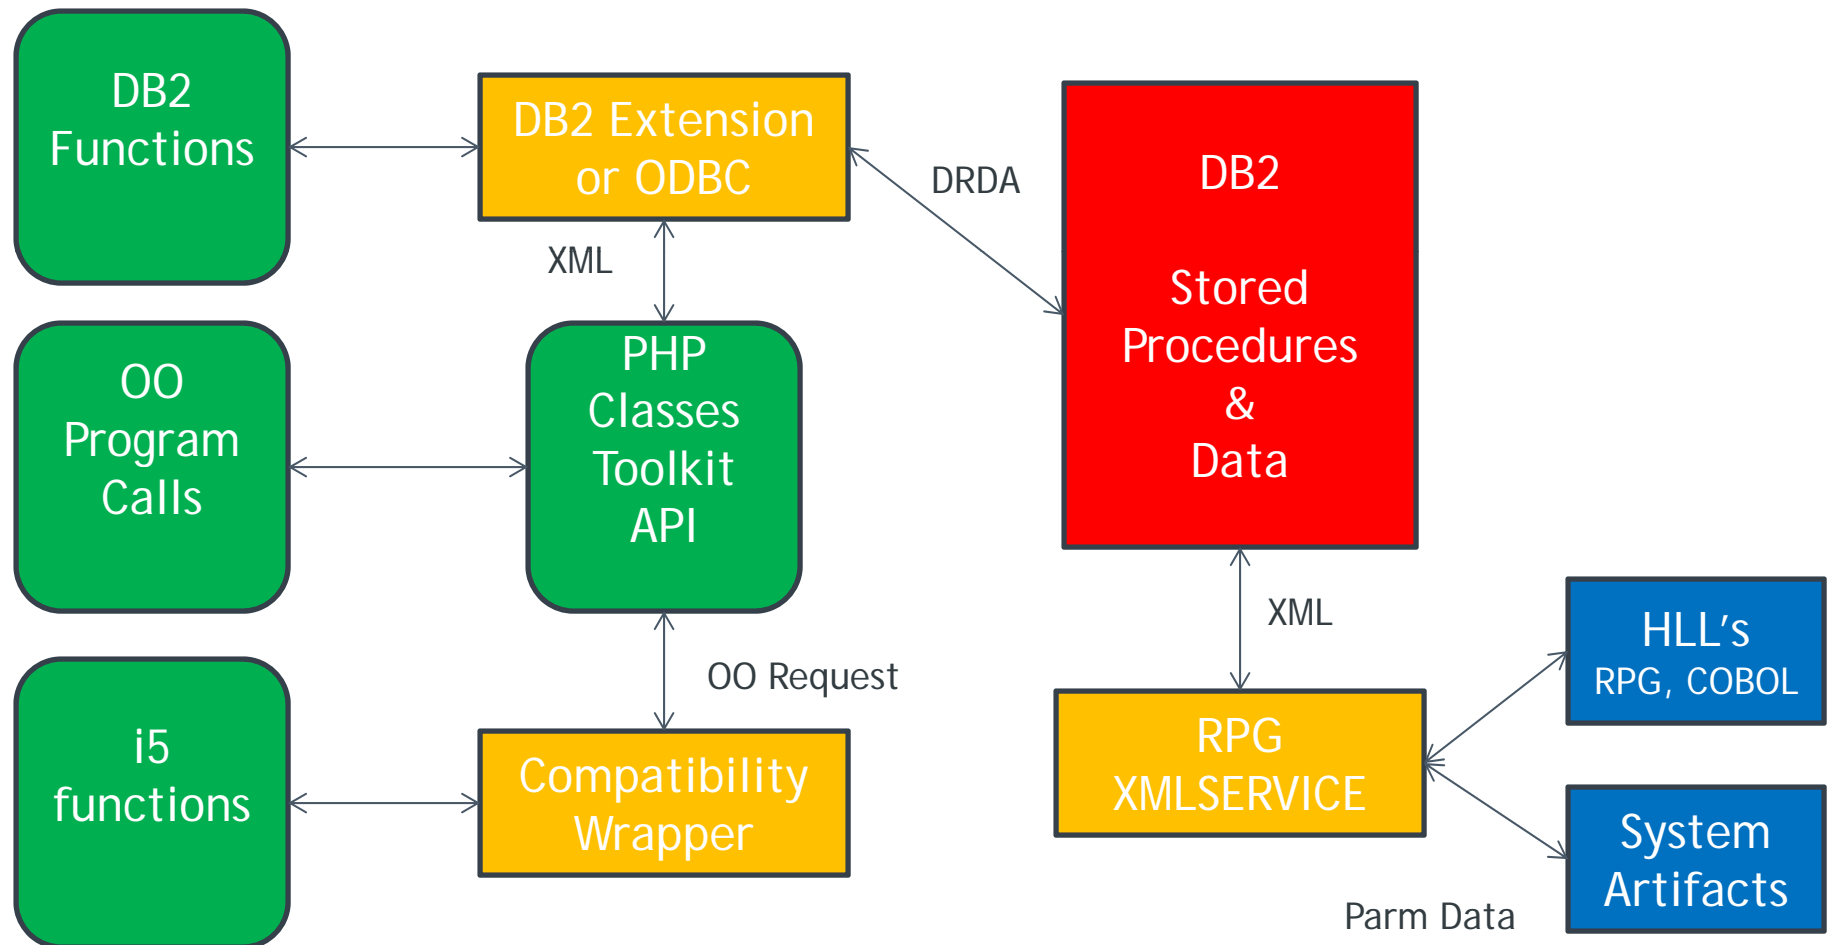 DB2
Functions
DB2 Extension
or ODBC
DRDA
DB2
Stored
Procedures
&
Data
XML
OO
Program
Calls
PHP
Classes
Toolkit
API
XML
HLL's
RPG, COBOL
OO Request
i5
functions
Compatibility
Wrapper
RPG
XMLSERVICE
System
Artifacts
Parm Data